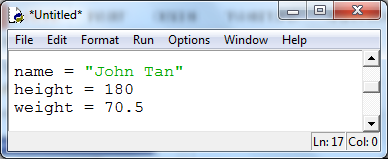 *Untitled*
File Edit Format Run Options Window Help
name = "John Tan"
height = 180
weight = 70.5
Ln: 17 Col: 0